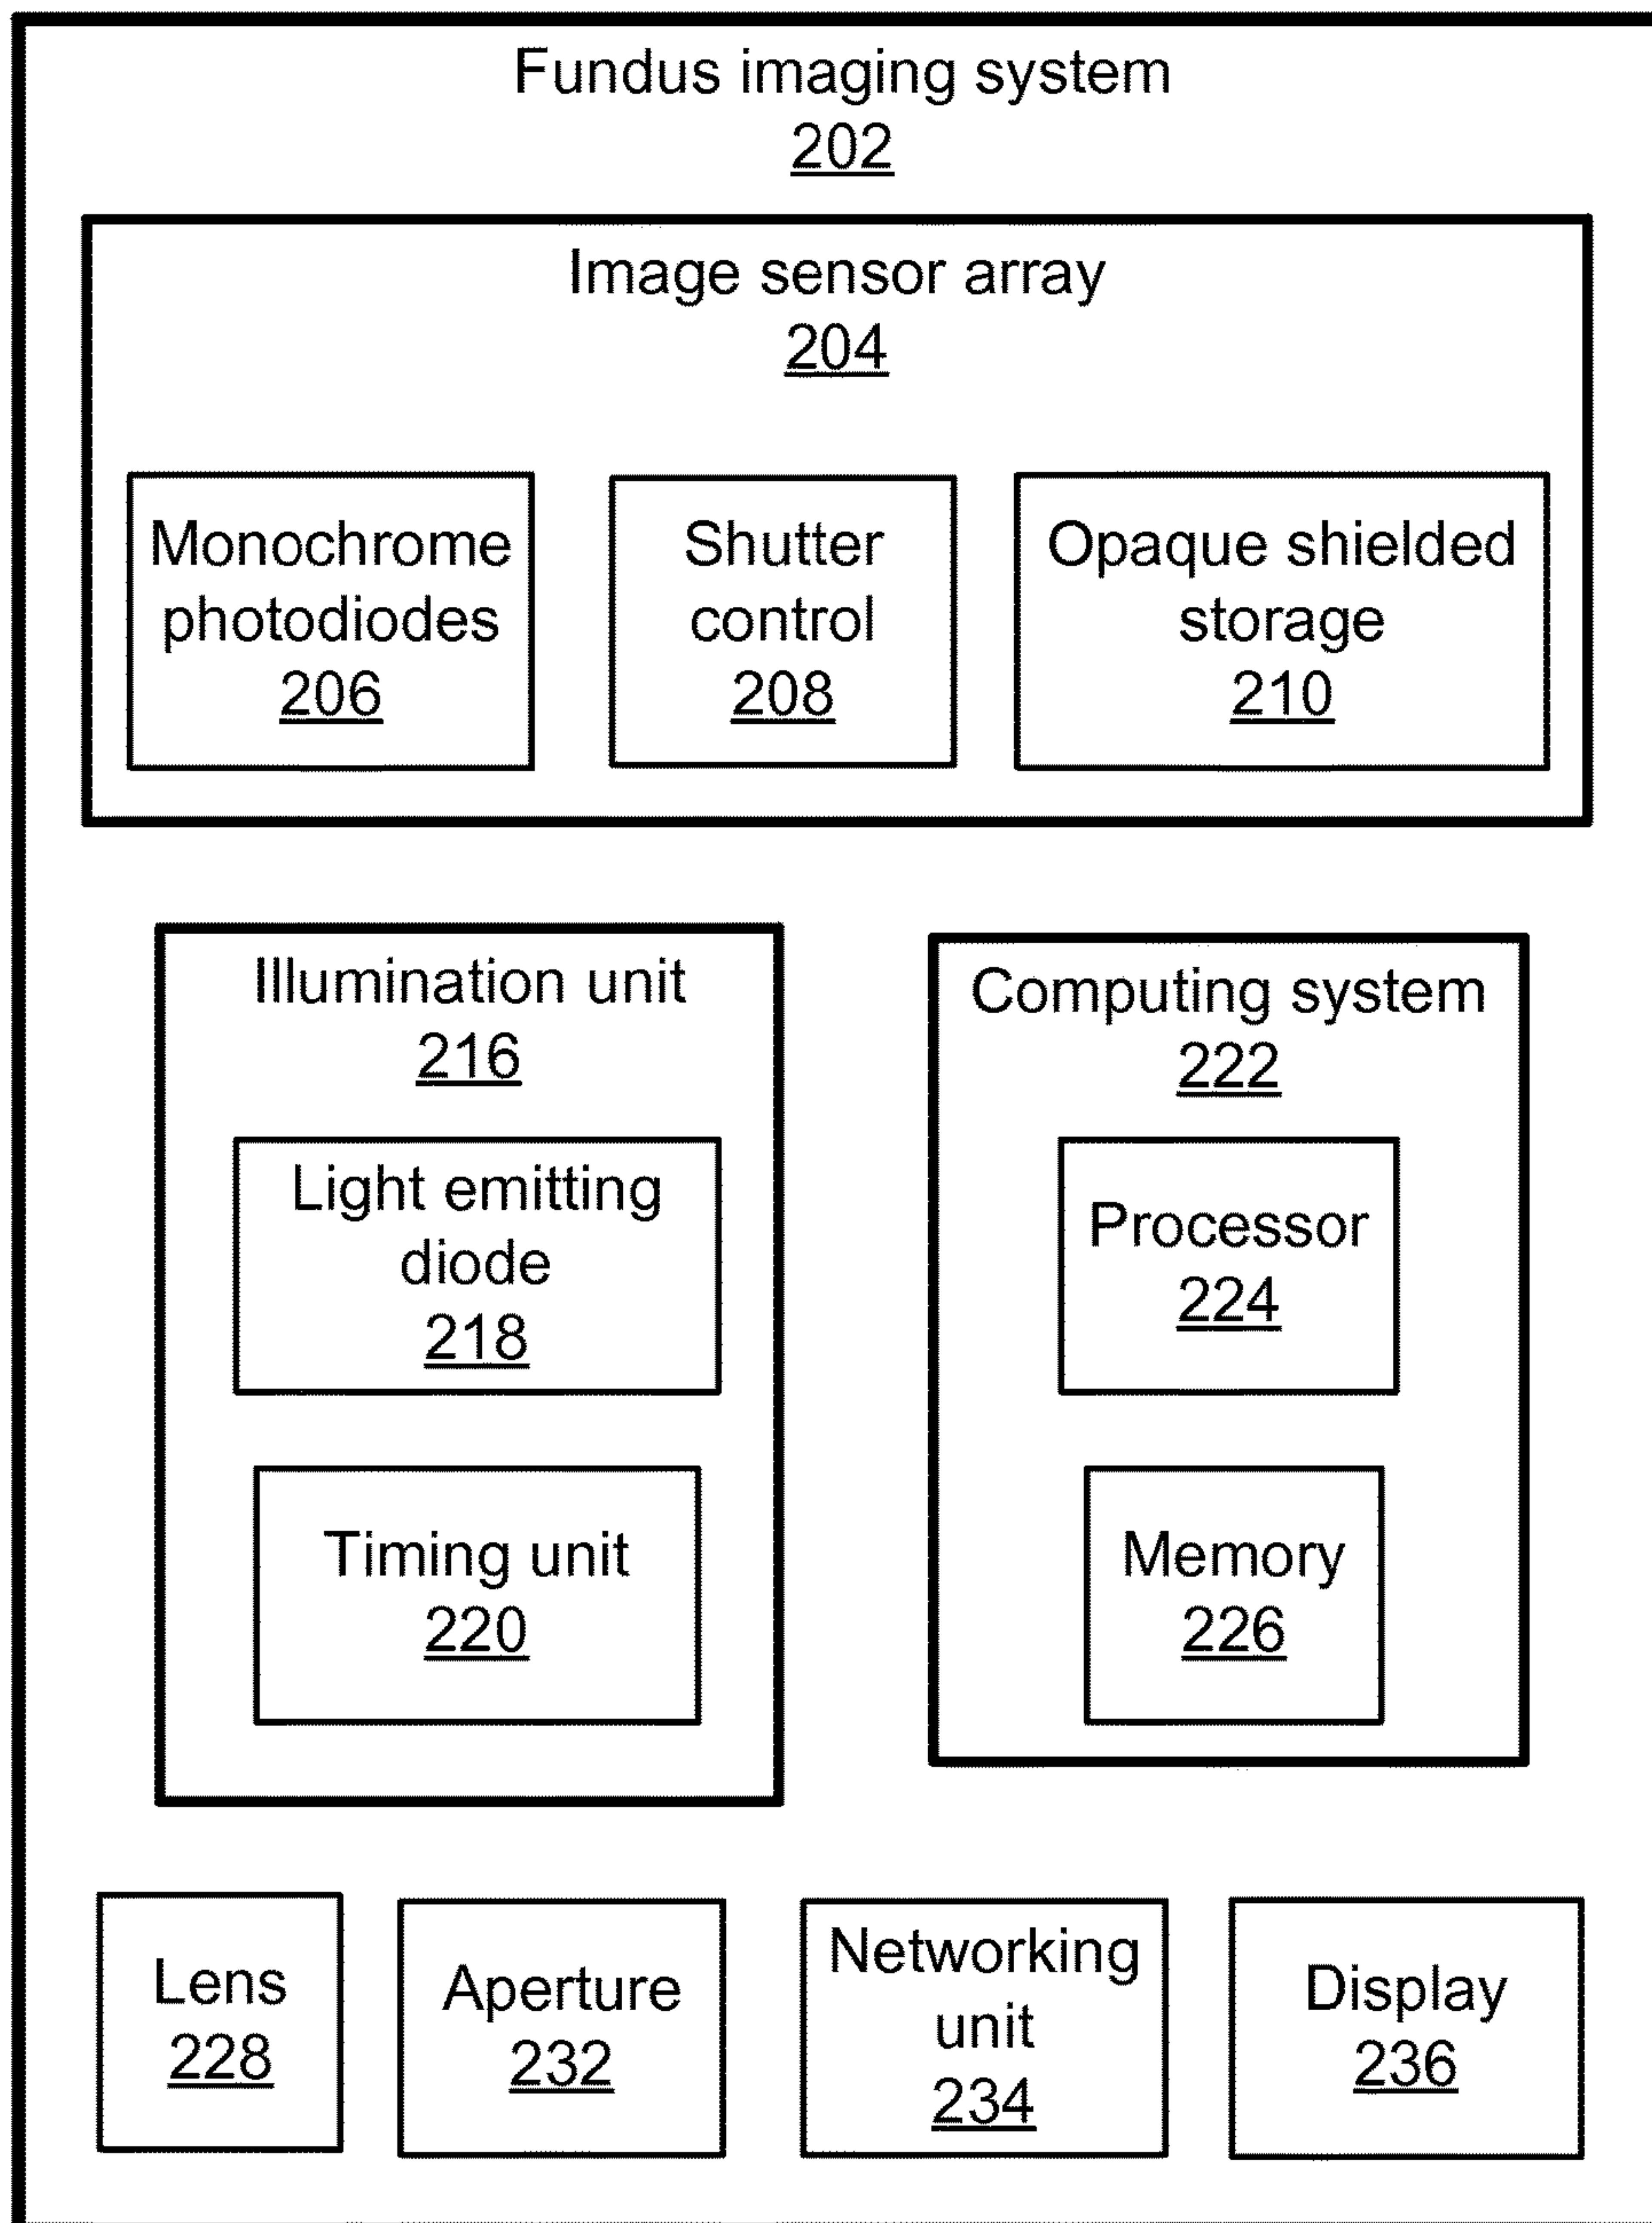 Fundus imaging system
202
Image sensor array
204
Monochrome
photodiodes
206
Shutter
control
208
Opaque shielded
storage
210
Illumination unit
216
Light emitting
diode
218
Timing unit
220
Computing system
222
Processor
224
Memory
226
Lens
228
Aperture
232
Networking
unit
234
Display
236